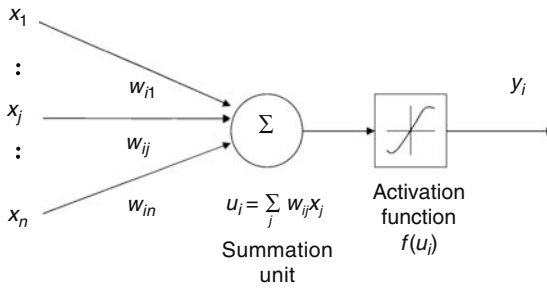 x1
:
xj
:
xn
wi1
wij
win
Σ
ui = Σj wijxj
Summation
unit
Activation
function
f(ui)
yi